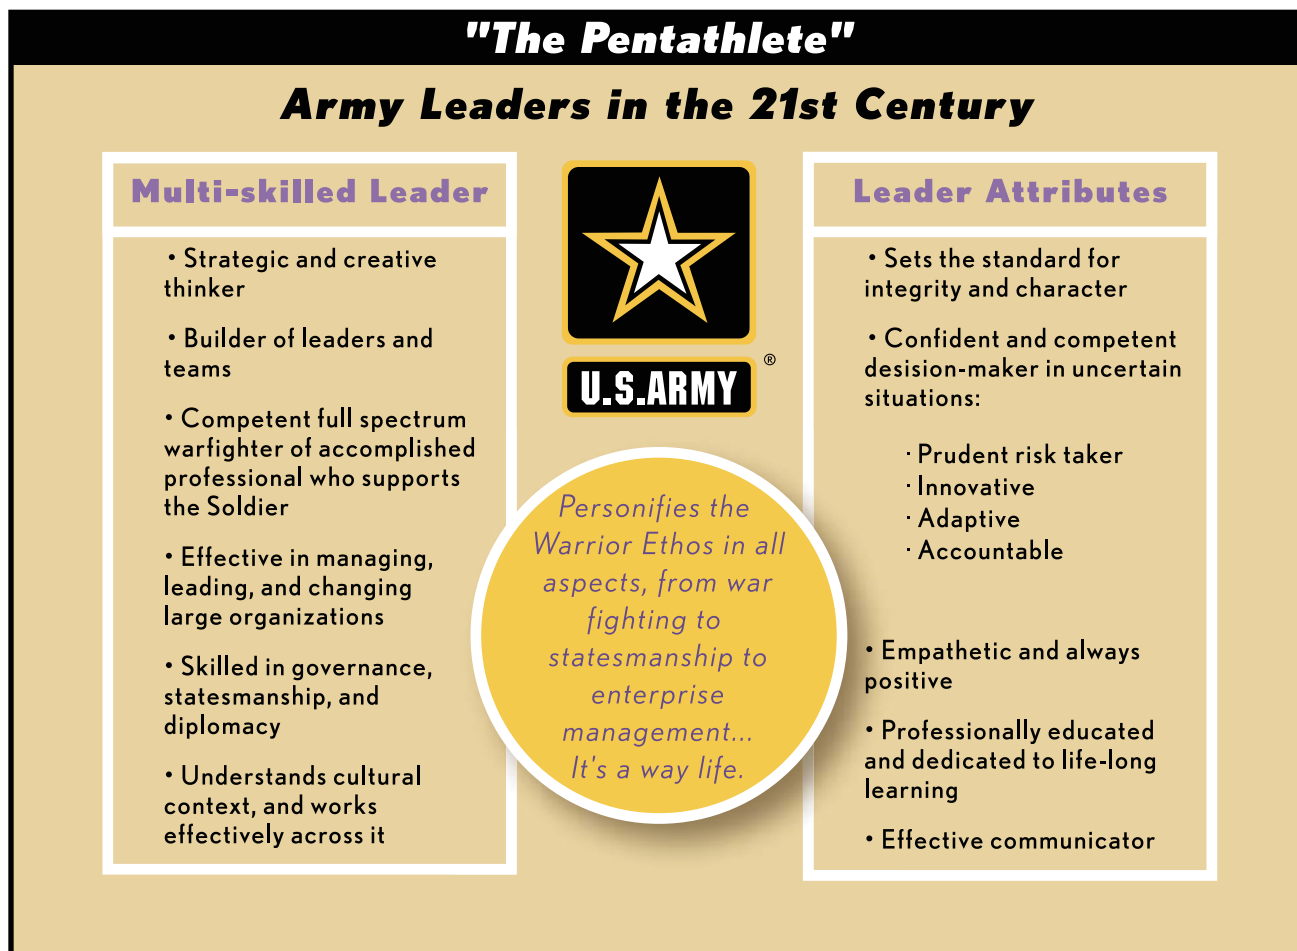 "The Pentathlete"
Army Leaders in the 21st Century
Multi-skilled Leader
• Strategic and creative
thinker
• Builder of leaders and
teams
• Competent full spectrum
warfighter of accomplished
professional who supports
the Soldier
• Effective in managing,
leading, and changing
large organizations
• Skilled in governance,
statesmanship, and
diplomacy
• Understands cultural
context, and works
effectively across it
U.S.ARMY
®
Personifies the
Warrior Ethos in all
aspects, from war
fighting to
statesmanship to
enterprise
management...
It's a way life.
Leader Attributes
• Sets the standard for
integrity and character
• Confident and competent
desision-maker in uncertain
situations:
· Prudent risk taker
· Innovative
· Adaptive
· Accountable
• Empathetic and always
positive
• Professionally educated
and dedicated to life-long
learning
• Effective communicator